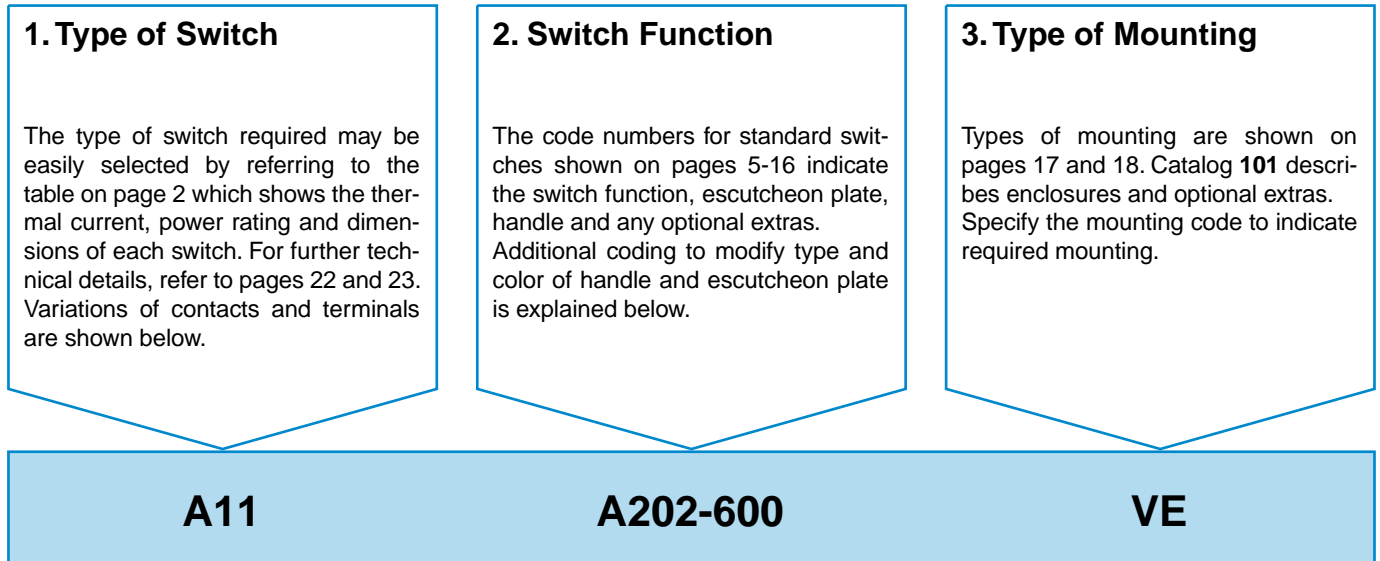 1. Type of Switch
The type of switch required may be
easily selected by referring to the
table on page 2 which shows the ther-
mal current, power rating and dimen-
sions of each switch. For further tech-
nical details, refer to pages 22 and 23.
Variations of contacts and terminals
are shown below.
2. Switch Function
The code numbers for standard swit-
ches shown on pages 5-16 indicate
the switch function, escutcheon plate,
handle and any optional extras.
Additional coding to modify type and
color of handle and escutcheon plate
is explained below.
3. Type of Mounting
Types of mounting are shown on
pages 17 and 18. Catalog 101 descri-
bes enclosures and optional extras.
Specify the mounting code to indicate
required mounting.
A11
A202-600
VE